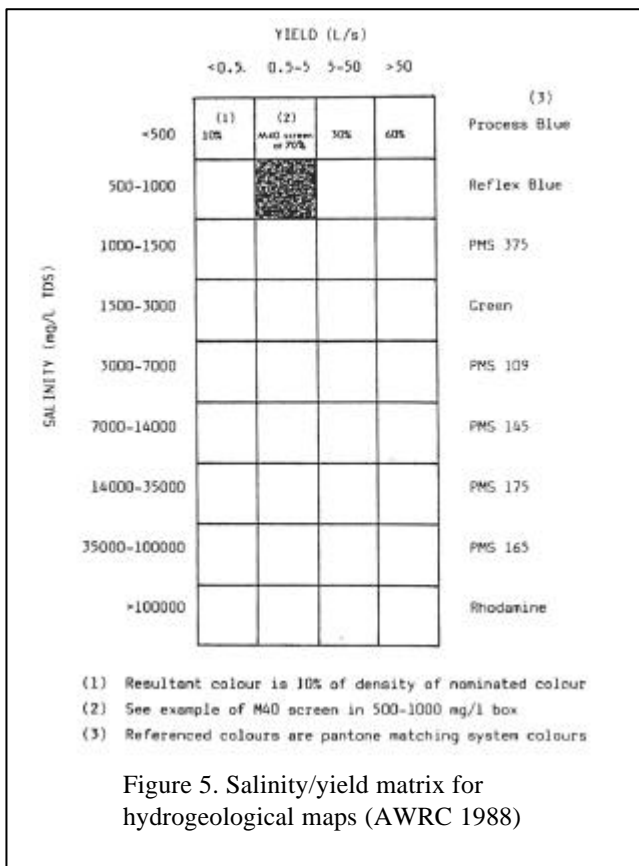 YIELD (L/s)
<0.5. 0.5-5 5-50 >50
(3)
<500 (1) 10% (2) M40 screen at 70% 30% 60% Process Blue
500-1000 Reflex Blue
1000-1500 PMS 375
1500-3000 Green
3000-7000 PMS 109
7000-14000 PMS 145
14000-35000 PMS 175
35000-100000 PMS 165
>100000 Rhodamine
SALINITY (mg/L TDS)
(1) Resultant colour is 10% of density of nominated colour
(2) See example of M40 screen in 500-1000 mg/l box
(3) Referenced colours are pantone matching system colours
Figure 5. Salinity/yield matrix for
hydrogeological maps (AWRC 1988)